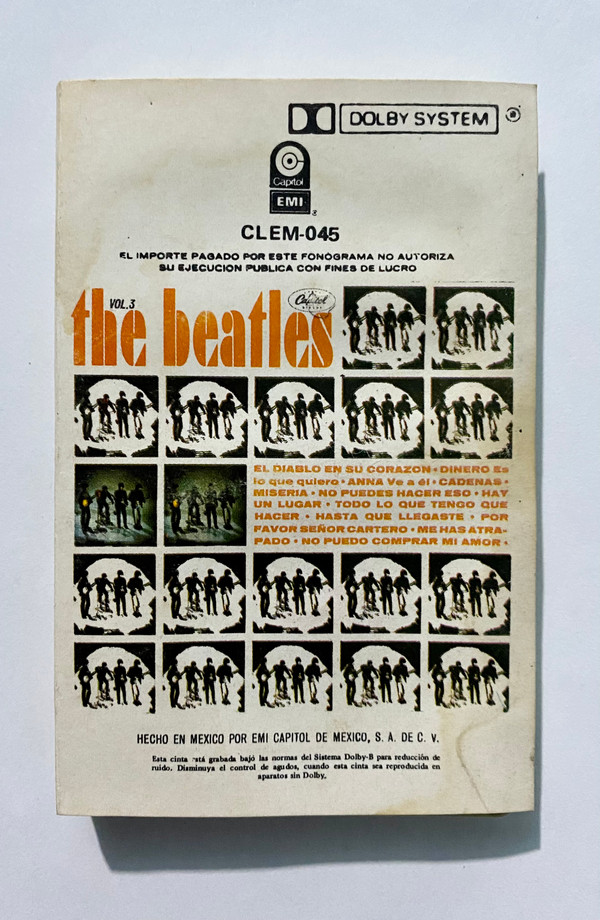 DOLBY SYSTEM
Capitol
EMI
CLEM-045
EL IMPORTE PAGADO POR ESTE FONOGRAMA NO AUTORIZA
SU EJECUCION PUBLICA CON FINES DE LUCRO
VOL.3
Capitol
the beatles
EL DIABLO EN SU CORAZON • DINERO Es
lo que quiero • ANNA Ve a él • CADENAS •
MISERIA • NO PUEDES HACER ESO • HAY
UN LUGAR • TODO LO QUE TENGO QUE
HACER • HASTA QUE LLEGASTE • POR
FAVOR SEÑOR CARTERO • ME HAS ATRA-
PADO • NO PUEDO COMPRAR MI AMOR •
HECHO EN MEXICO POR EMI CAPITOL DE MEXICO, S. A. DE C. V.
Esta cinta está grabada bajó las normas del Sistema Dolby-B para reducción de
ruido. Disminuya el control de agudos, cuando esta cinta sea reproducida en
aparatos sin Dolby.